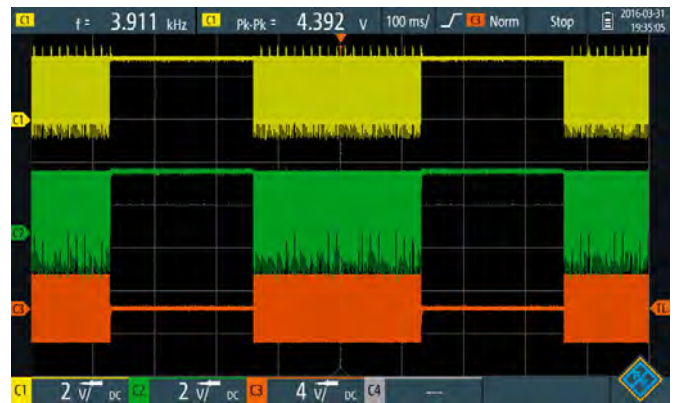 C1 f = 3.911 kHz C1 Pk-Pk = 4.392 V 100 ms/ C3 Norm Stop 2016-03-31
19:35:05
C1
C2
C3 TL
C1 2 V/ DC C2 2 V/ DC C3 4 V/ DC C4 ---